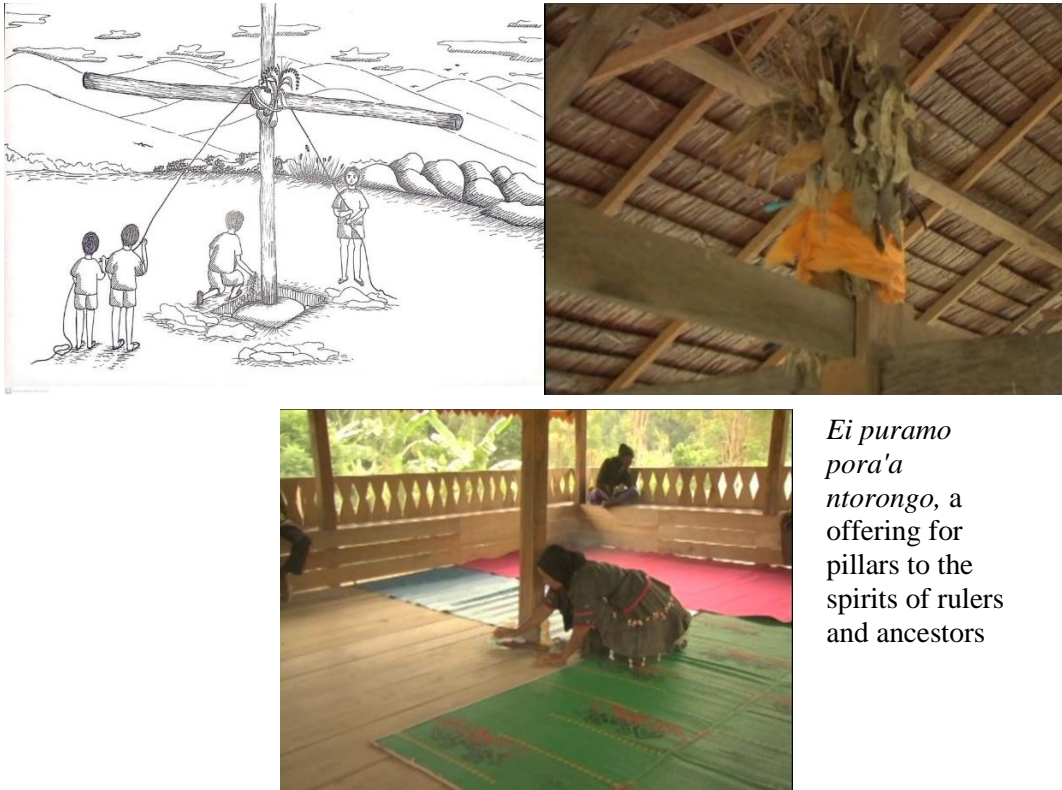 Ei puramo
pora'a
ntorongo, a
offering for
pillars to the
spirits of rulers
and ancestors